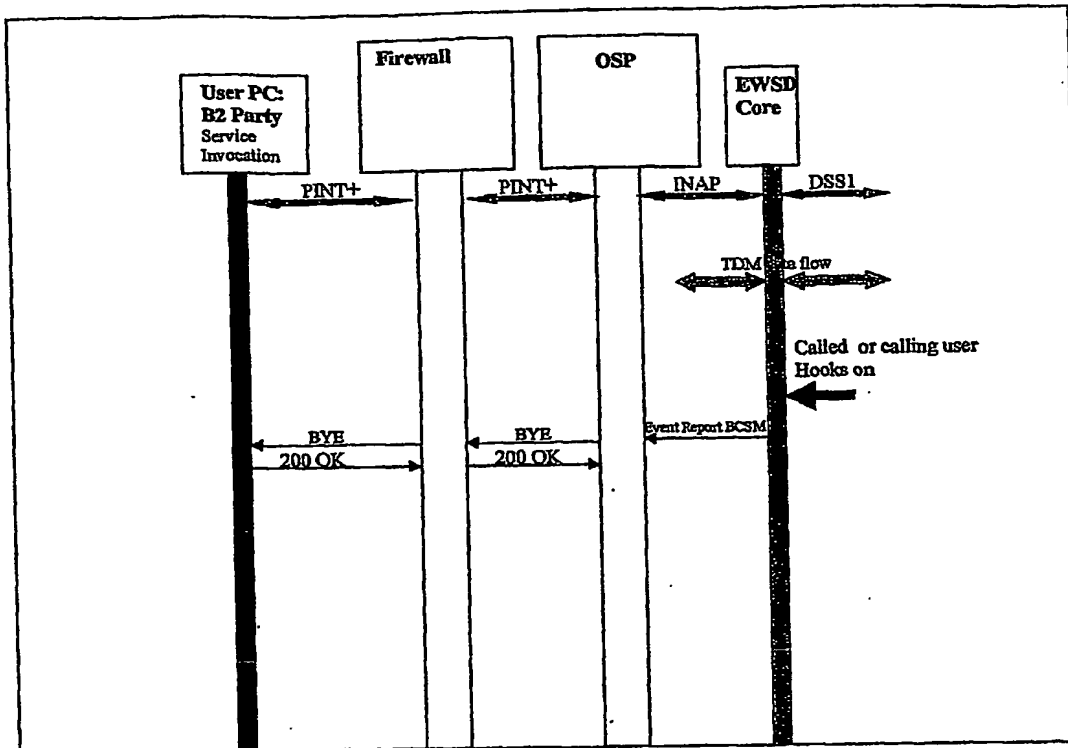 User PC:
B2 Party
Service
Invocation
Firewall
OSP
EWSD
Core
PINT+
PINT+
INAP
DSS1
TDM ta flow
Called or calling user
Hooks on
Event Report BCSM
BYE
BYE
200 OK
200 OK